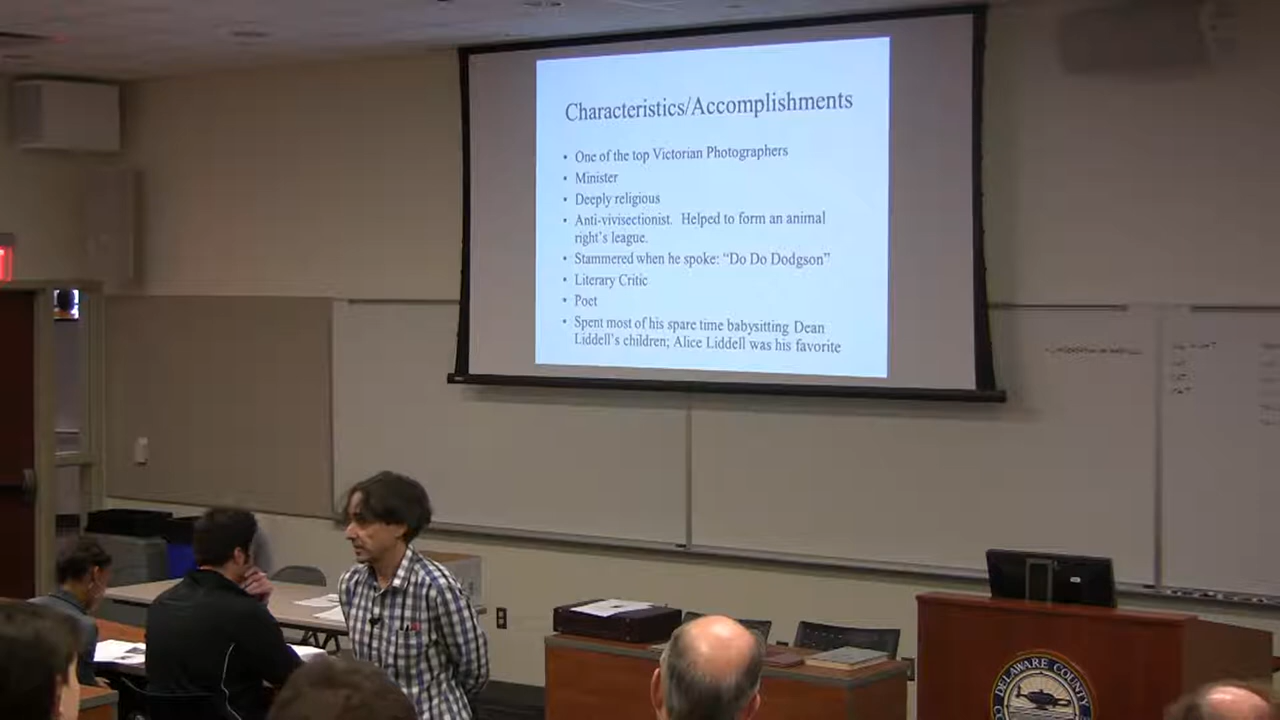 Characteristics/Accomplishments
• One of the top Victorian Photographers
• Minister
• Deeply religious
• Anti-vivisectionist. Helped to form an animal
right's league.
• Stammered when he spoke: “Do Do Dodgson”
• Literary Critic
• Poet
• Spent most of his spare time babysitting Dean
Liddell's children; Alice Liddell was his favorite
DELAWARE COUNTY